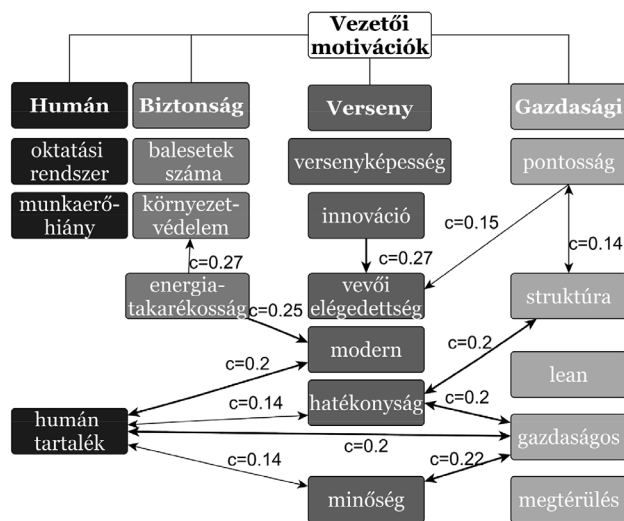 Vezetői
motivációk
Humán
Biztonság
Verseny
Gazdasági
oktatási
rendszer
balesetek
száma
versenyképesség
pontosság
munkaerő-
hiány
környezet-
védelem
innováció
c=0.15
c=0.14
c=0.27
c=0.27
energia-
takarékosság
vevői
elégedettség
struktúra
c=0.25
modern
c=0.2
c=0.2
lean
hatékonyság
c=0.14
c=0.2
humán
tartalék
gazdaságos
c=0.2
c=0.14
c=0.22
minőség
megtérülés